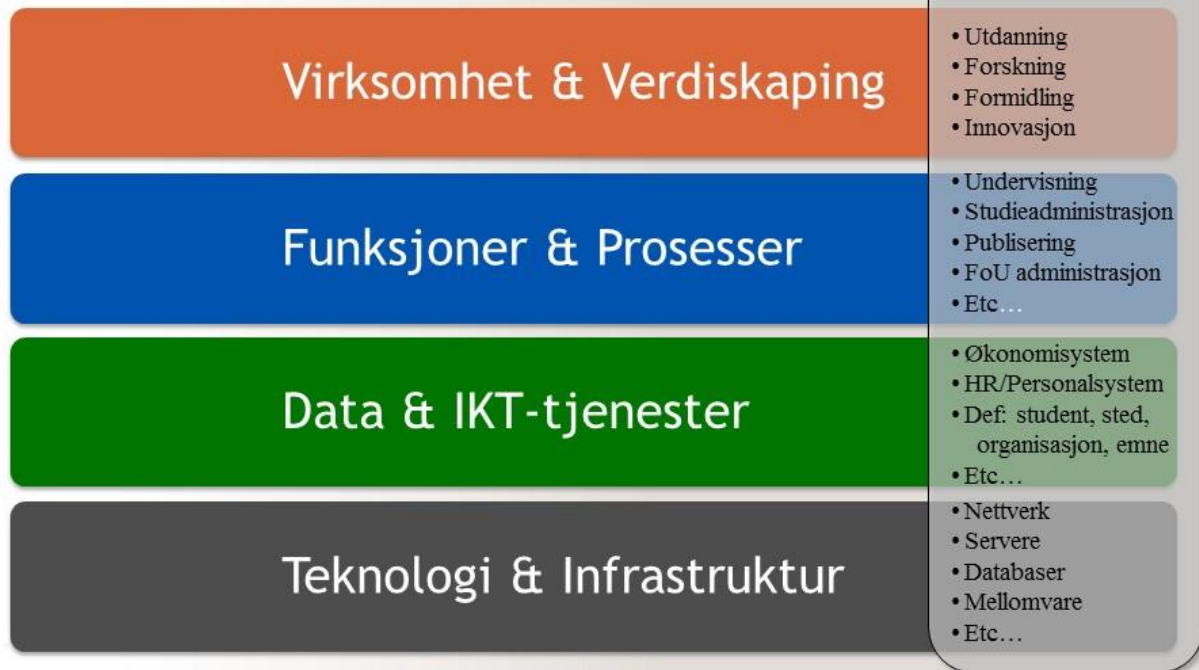 Virksomhet & Verdiskaping
• Utdanning
• Forskning
• Formidling
• Innovasjon
Funksjoner & Prosesser
• Undervisning
• Studieadministrasjon
• Publisering
• FoU administrasjon
• Etc…
Data & IKT-tjenester
• Økonomisystem
• HR/Personalsystem
• Def: student, sted,
organisasjon, emne
• Etc…
Teknologi & Infrastruktur
• Nettverk
• Servere
• Databaser
• Mellomvare
• Etc…